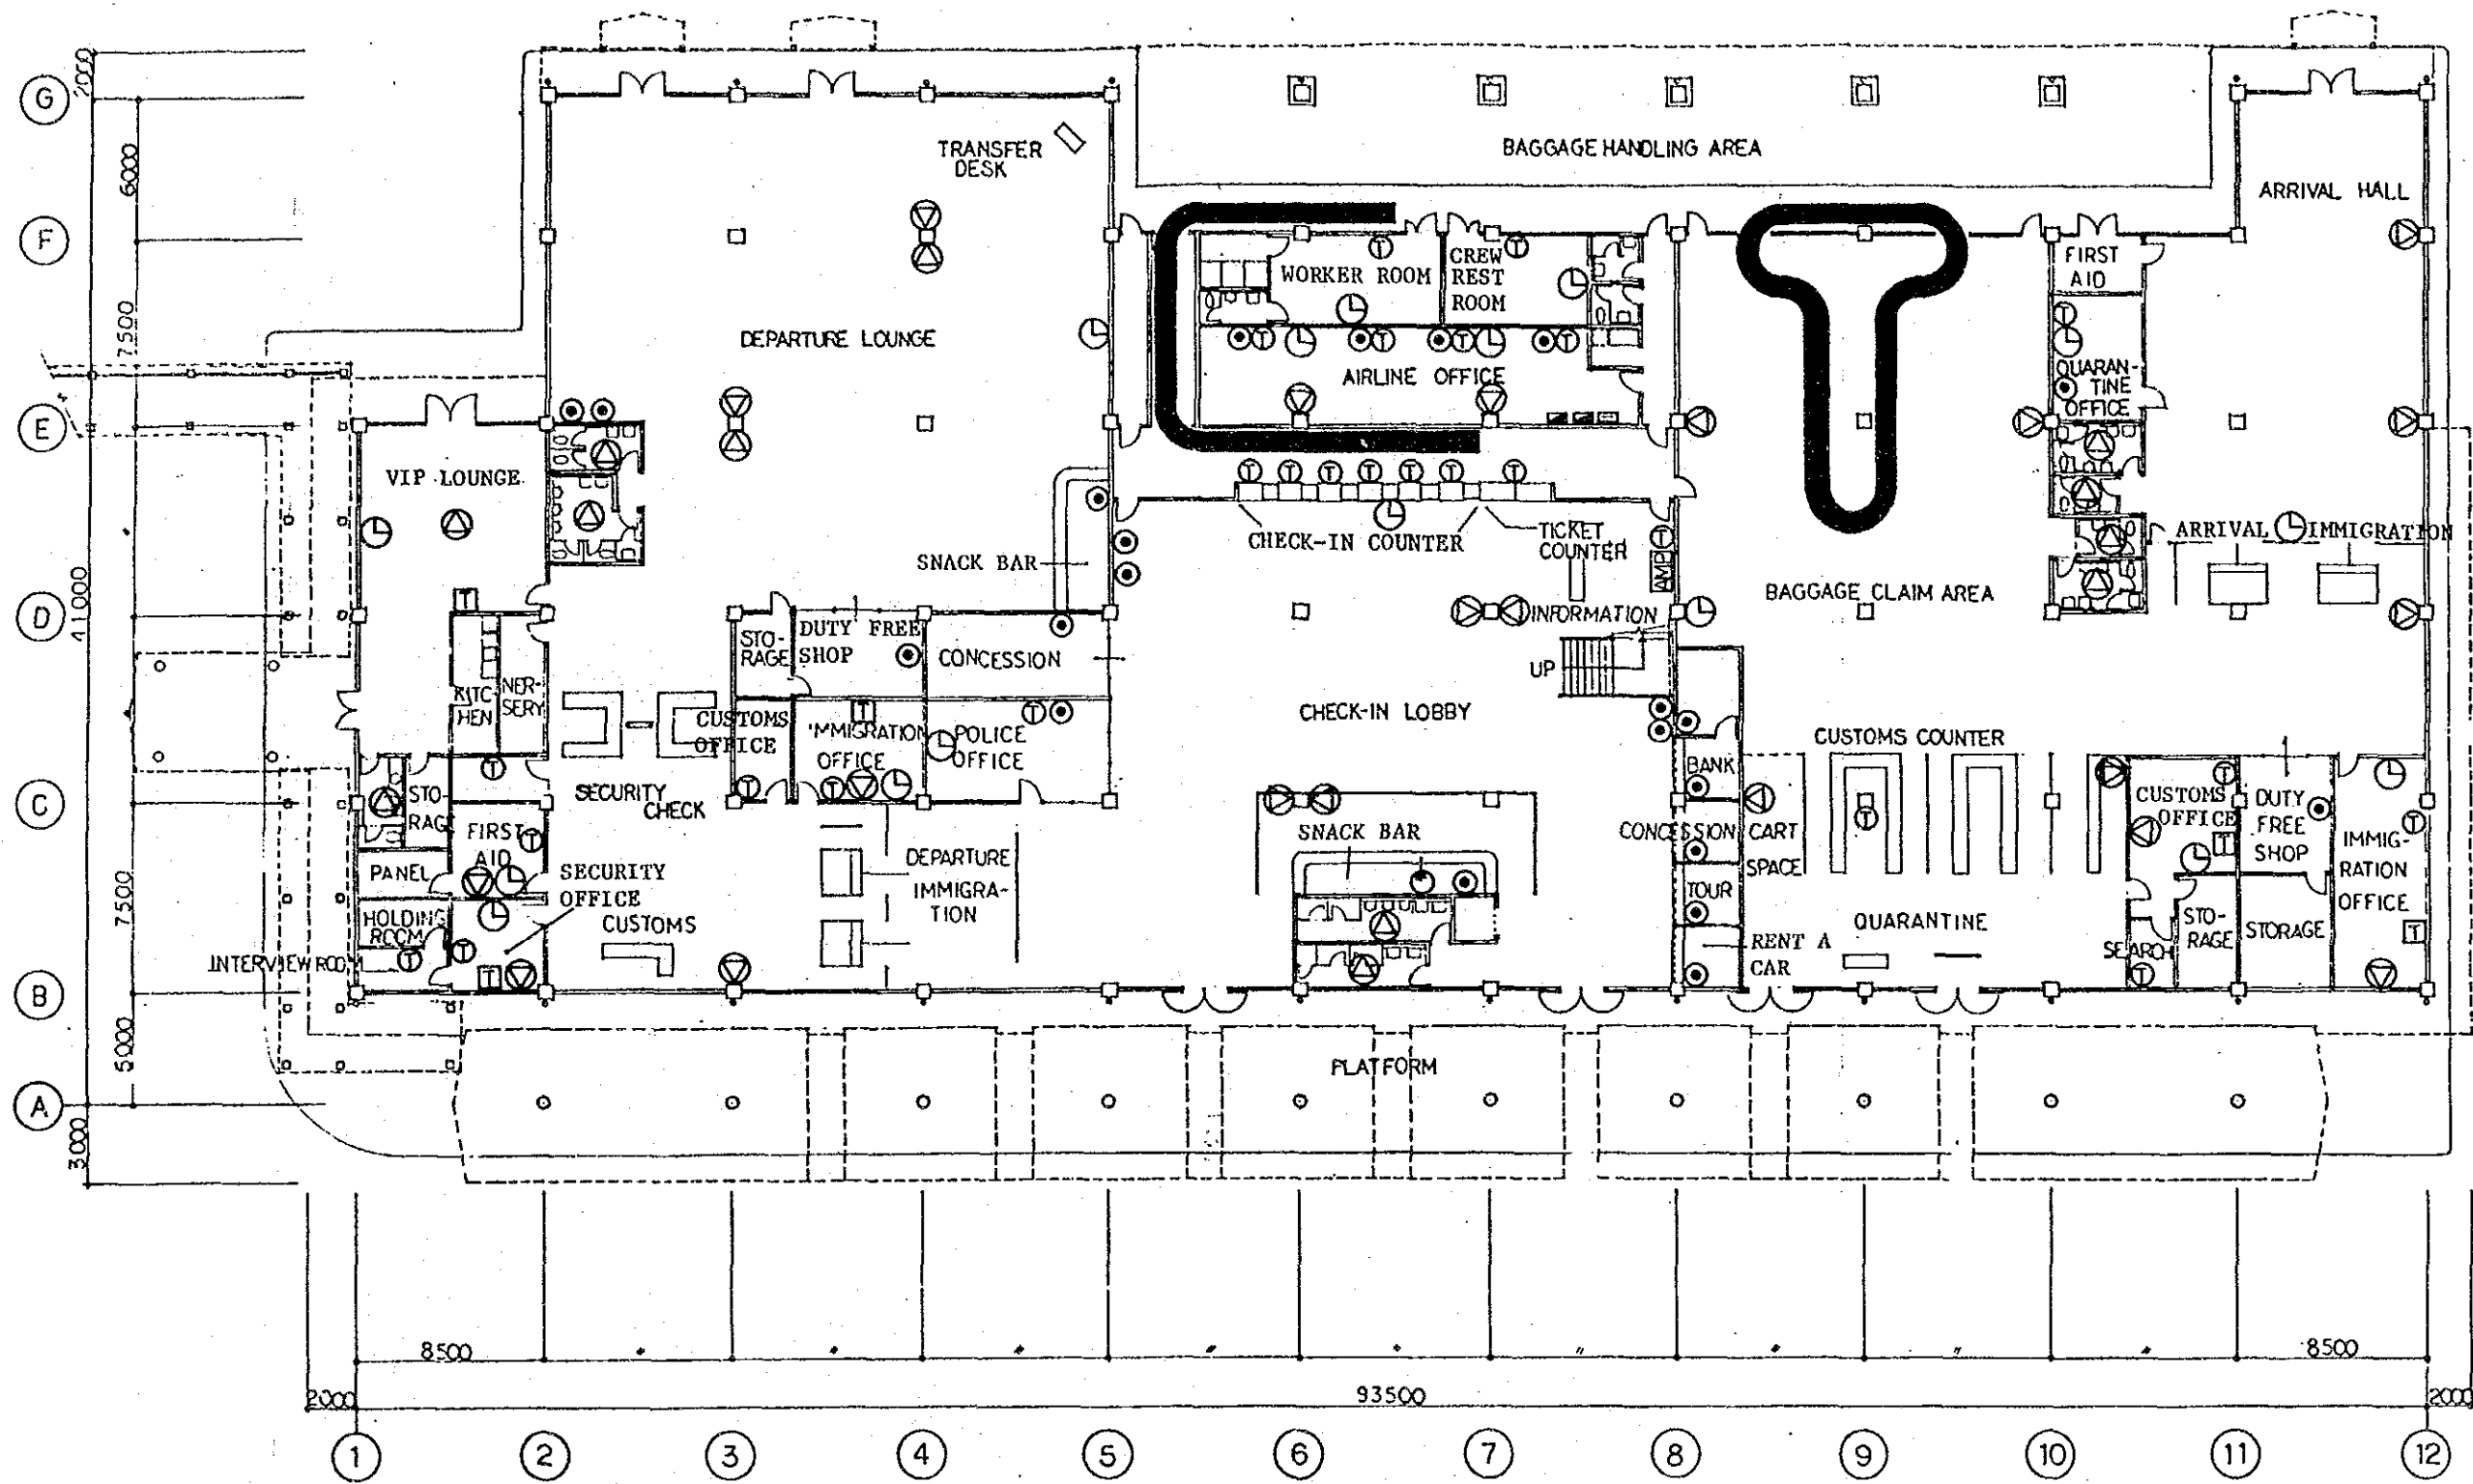 G
F
E
D
C
B
A
2000
6000
7500
41000
7500
5000
3000
TRANSFER
DESK
BAGGAGE HANDLING AREA
ARRIVAL HALL
DEPARTURE LOUNGE
WORKER ROOM
T
CREW
REST
ROOM
T
T
T
T
T
AIRLINE OFFICE
FIRST
AID
T
QUARAN-
TINE
OFFICE
VIP LOUNGE
T
T
T
T
T
T
T
SNACK BAR
CHECK-IN COUNTER
TICKET
COUNTER
T
AMP
BAGGAGE CLAIM AREA
ARRIVAL IMMIGRATION
T
KITC
HEN
NER-
SERY
STO-
RAGE
DUTY FREE
SHOP
CONCESSION
INFORMATION
UP
CUSTOMS
OFFICE
T
IMMIGRATION
OFFICE
T
T
T
POLICE
OFFICE
CHECK-IN LOBBY
CUSTOMS COUNTER
T
STO-
RAG
SECURITY
CHECK
FIRST
AID
T
PANEL
SECURITY
OFFICE
HOLDING
ROOM
INTERVIEW ROOM
T
T
T
CUSTOMS
DEPARTURE
IMMIGRA-
TION
SNACK BAR
BANK
CONCESSION
TOUR
CART
SPACE
T
RENT A
CAR
QUARANTINE
CUSTOMS
OFFICE
T
T
DUTY
FREE
SHOP
T
IMMIG-
RATION
OFFICE
T
SEARCH
T
STO-
RAGE
STORAGE
PLATFORM
8500
"
"
"
"
"
"
"
"
"
8500
2000
93500
2000
1
2
3
4
5
6
7
8
9
10
11
12